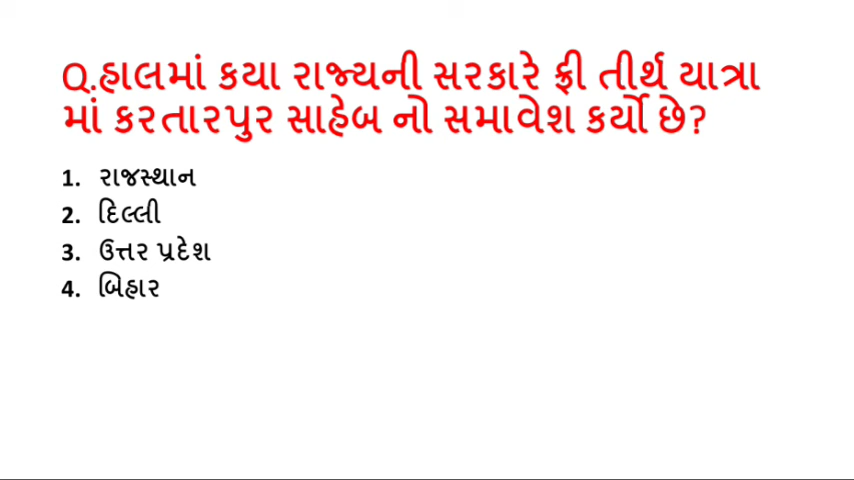 Q.હાલમાં કયા રાજ્યની સરકારે ફ્રી તીર્થ યાત્રા
માં કરતારપુર સાહેબ નો સમાવેશ કર્યો છે?
1. રાજસ્થાન
2. દિલ્લી
3. ઉત્તર પ્રદેશ
4. બિહાર